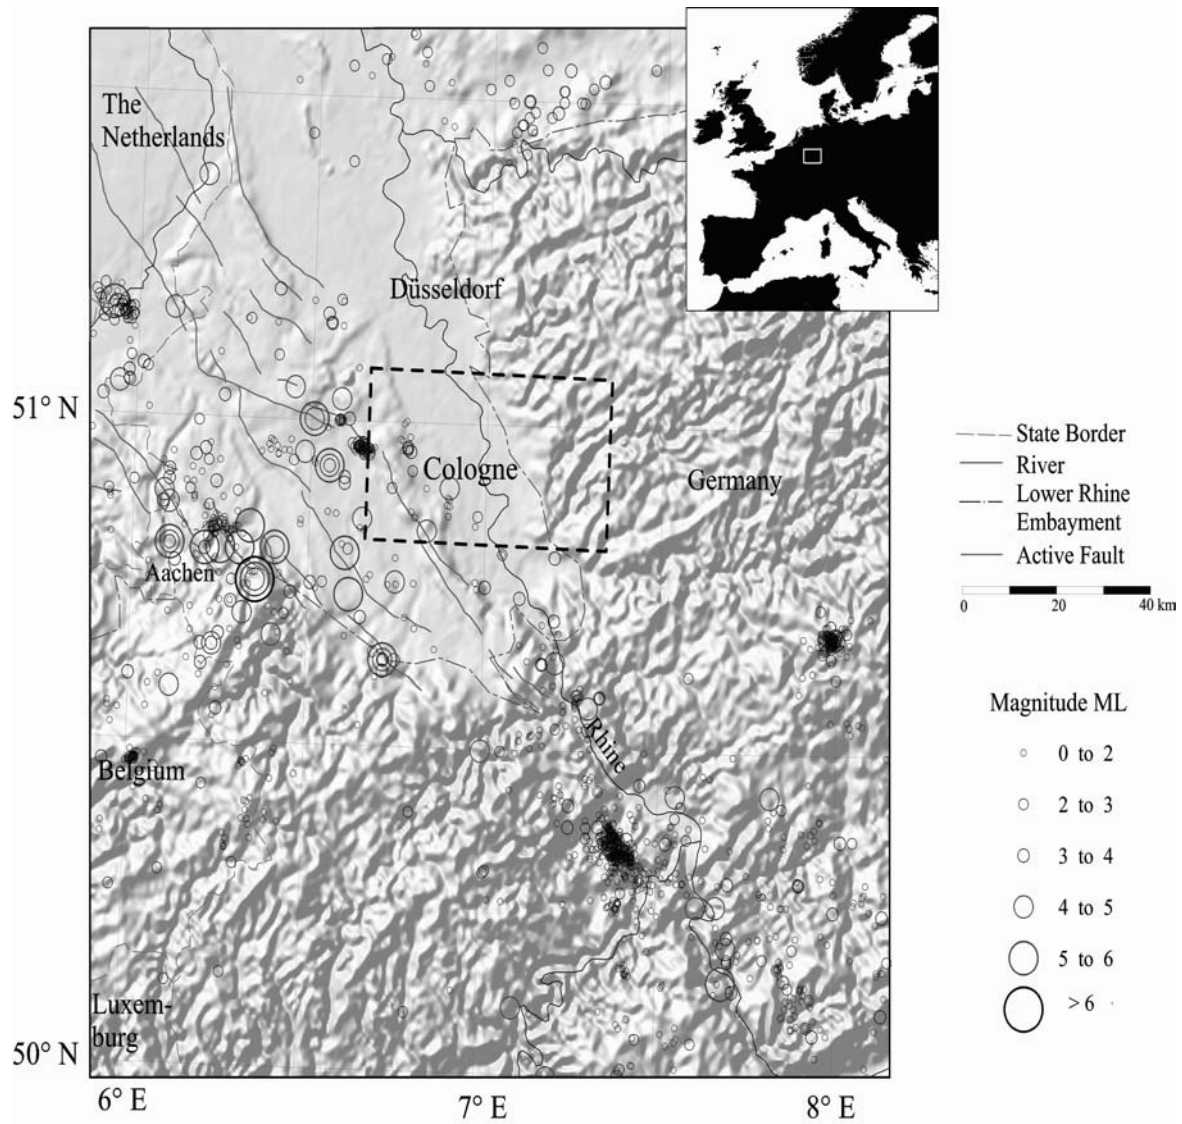 The
Netherlands
Düsseldorf
51° N
Cologne
Germany
Aachen
Rhine
Belgium
Luxem-
burg
50° N
6° E
7° E
8° E
State Border
River
Lower Rhine
Embayment
Active Fault
0 20 40 km
Magnitude ML
0 to 2
2 to 3
3 to 4
4 to 5
5 to 6
>6